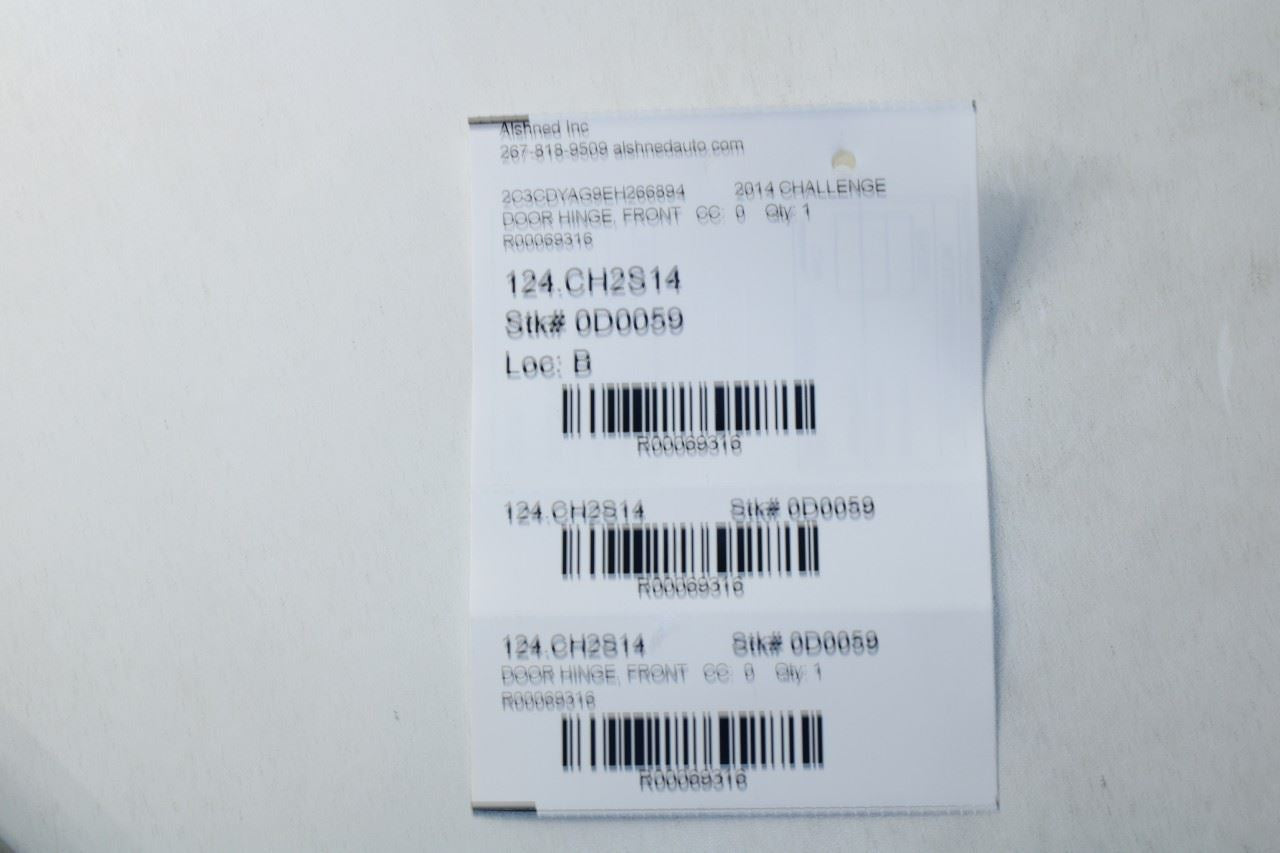 Alshned Inc
267-818-9509 alshnedauto.com
2C3CDYAG9EH266894 2014 CHALLENGE
DOOR HINGE, FRONT CC: 0 Qty: 1
R00069316
124.CH2S14
Stk# 0D0059
Loc: B
R00069316
124.CH2S14 Stk# 0D0059
R00069316
124.CH2S14 Stk# 0D0059
DOOR HINGE, FRONT CC: 0 Qty: 1
R00069316
R00069316